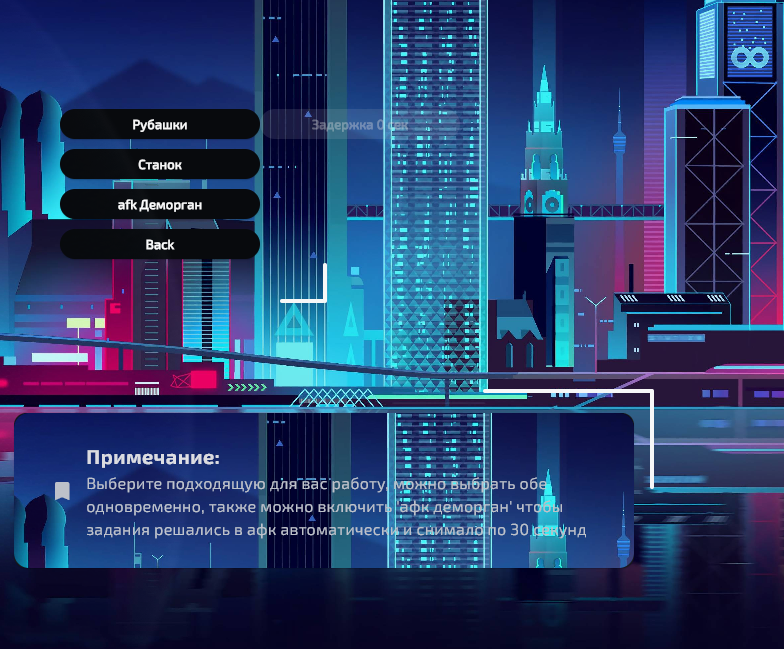 Рубашки
Задержка 0 сек
Станок
afk Деморган
Back
Примечание:
Выберите подходящую для вас работу, можно выбрать обе
одновременно, также можно включить 'афк деморган' чтобы
задания решались в афк автоматически и снимало по 30 секунд